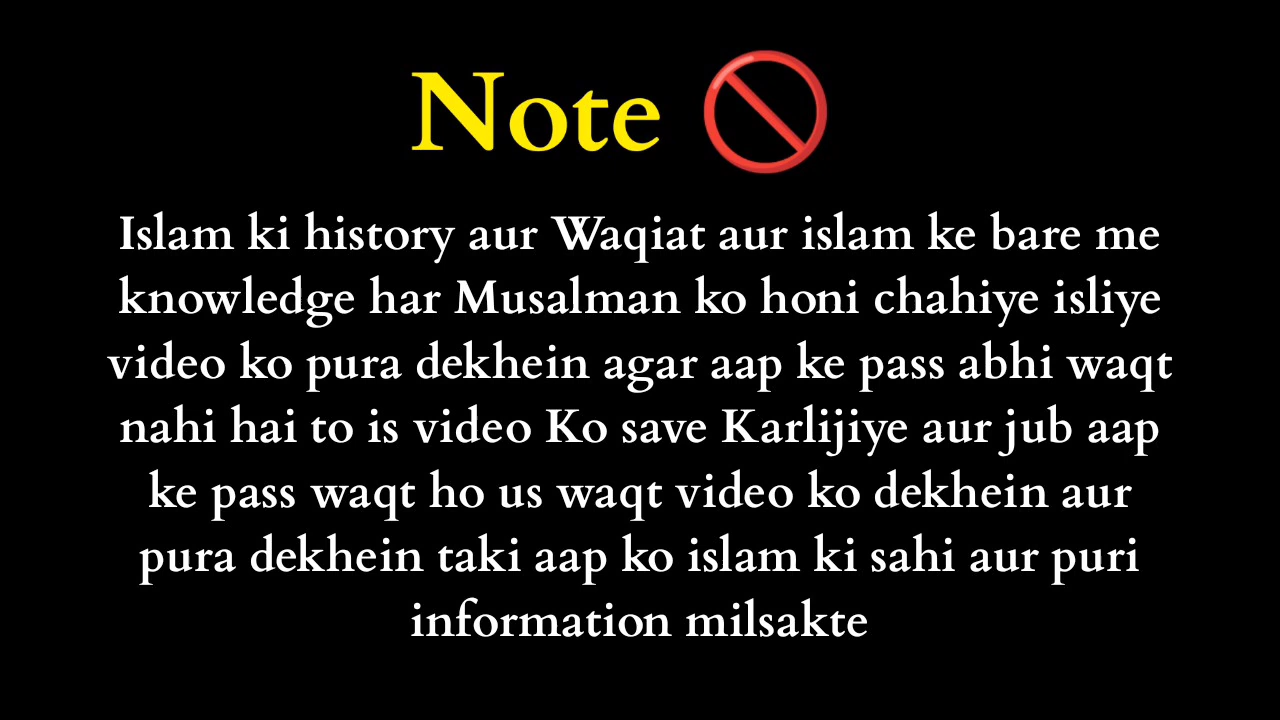 Note 🚫
Islam ki history aur Waqiat aur islam ke bare me
knowledge har Musalman ko honi chahiye isliye
video ko pura dekhein agar aap ke pass abhi waqt
nahi hai to is video Ko save Karlijiye aur jub aap
ke pass waqt ho us waqt video ko dekhein aur
pura dekhein taki aap ko islam ki sahi aur puri
information milsakte